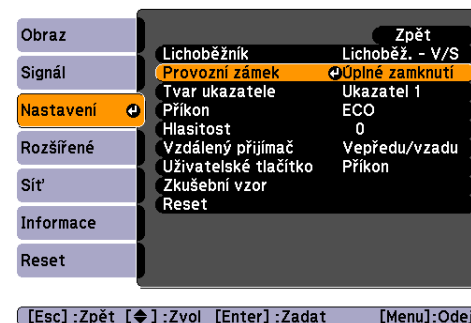 Obraz
Signál
Nastavení
Rozšířené
Síť
Informace
Reset
Zpět
Lichoběžník Lichoběž. - V/S
Provozní zámek Úplné zamknutí
Tvar ukazatele Ukazatel 1
Příkon ECO
Hlasitost 0
Vzdálený přijímač Vepředu/vzadu
Uživatelské tlačítko Příkon
Zkušební vzor
Reset
[Esc] :Zpět [◆] :Zvol [Enter] :Zadat [Menu]:Ode